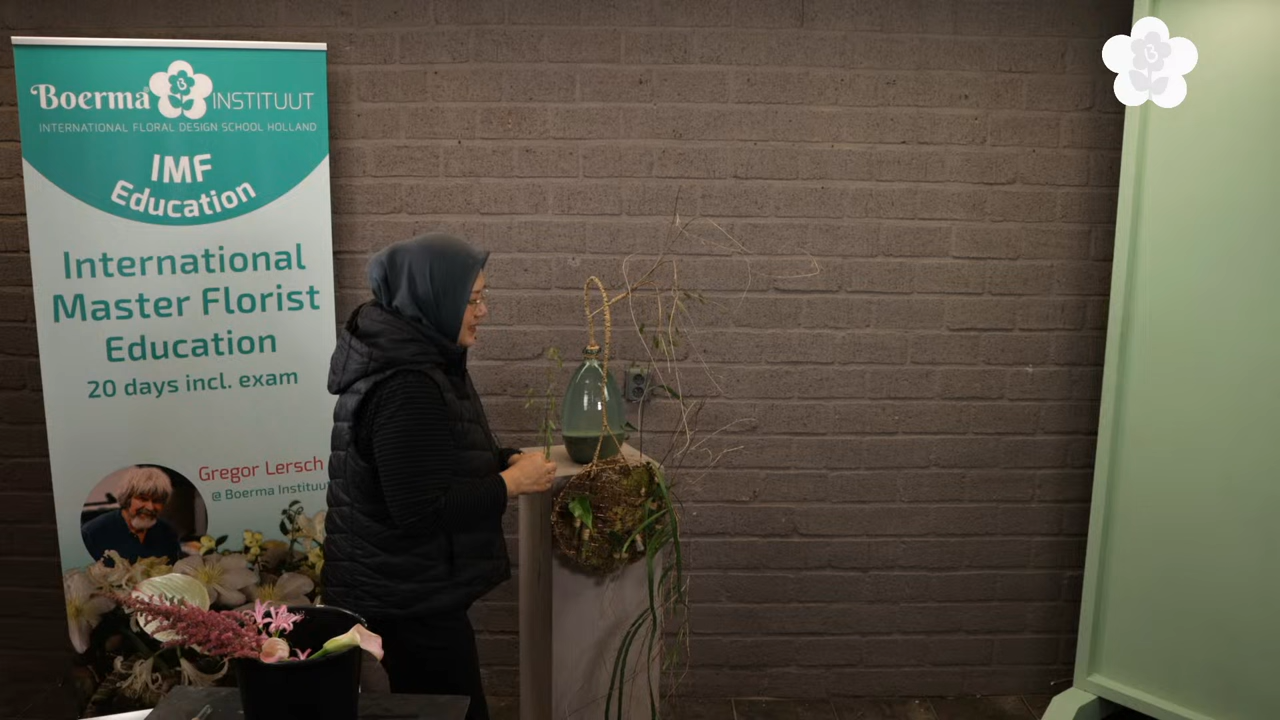 Boerma INSTITUUT
INTERNATIONAL FLORAL DESIGN SCHOOL HOLLAND
IMF
Education
International
Master Florist
Education
20 days incl. exam
Gregor Lersch
@ Boerma Instituut
B